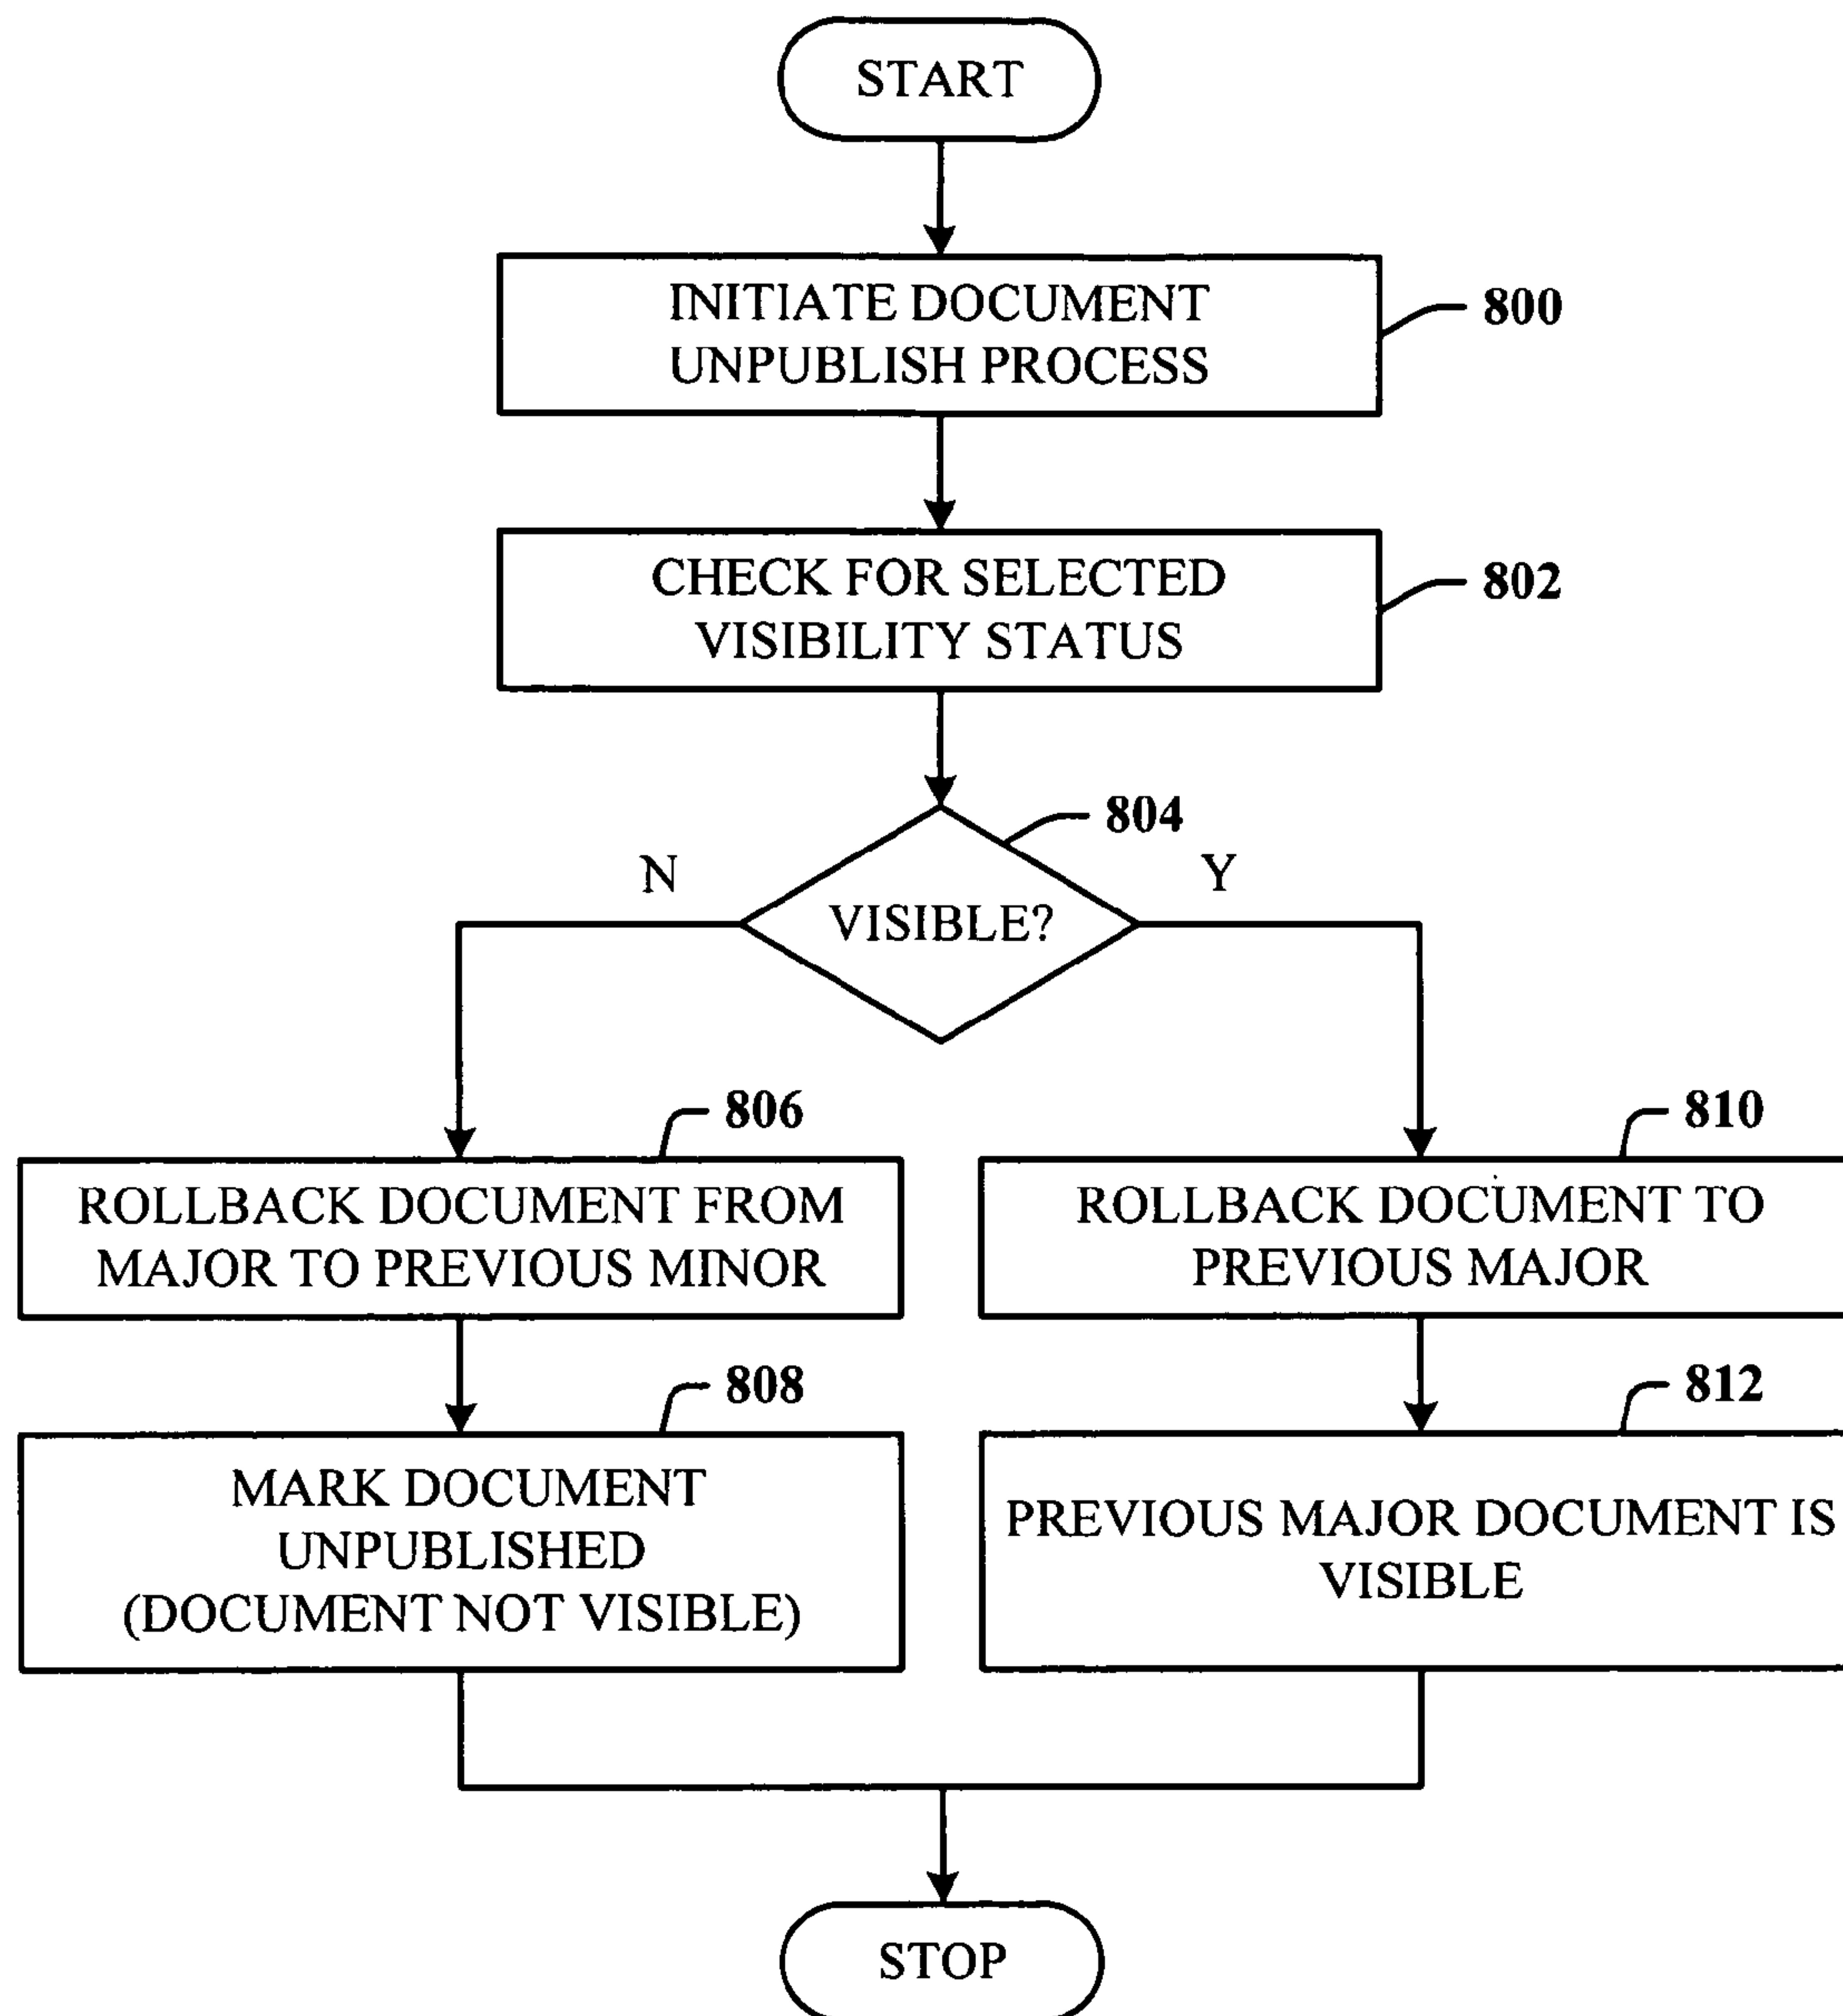 START
INITIATE DOCUMENT
UNPUBLISH PROCESS
800
CHECK FOR SELECTED
VISIBILITY STATUS
802
804
N
Y
VISIBLE?
806
ROLLBACK DOCUMENT FROM
MAJOR TO PREVIOUS MINOR
810
ROLLBACK DOCUMENT TO
PREVIOUS MAJOR
808
MARK DOCUMENT
UNPUBLISHED
(DOCUMENT NOT VISIBLE)
812
PREVIOUS MAJOR DOCUMENT IS
VISIBLE
STOP